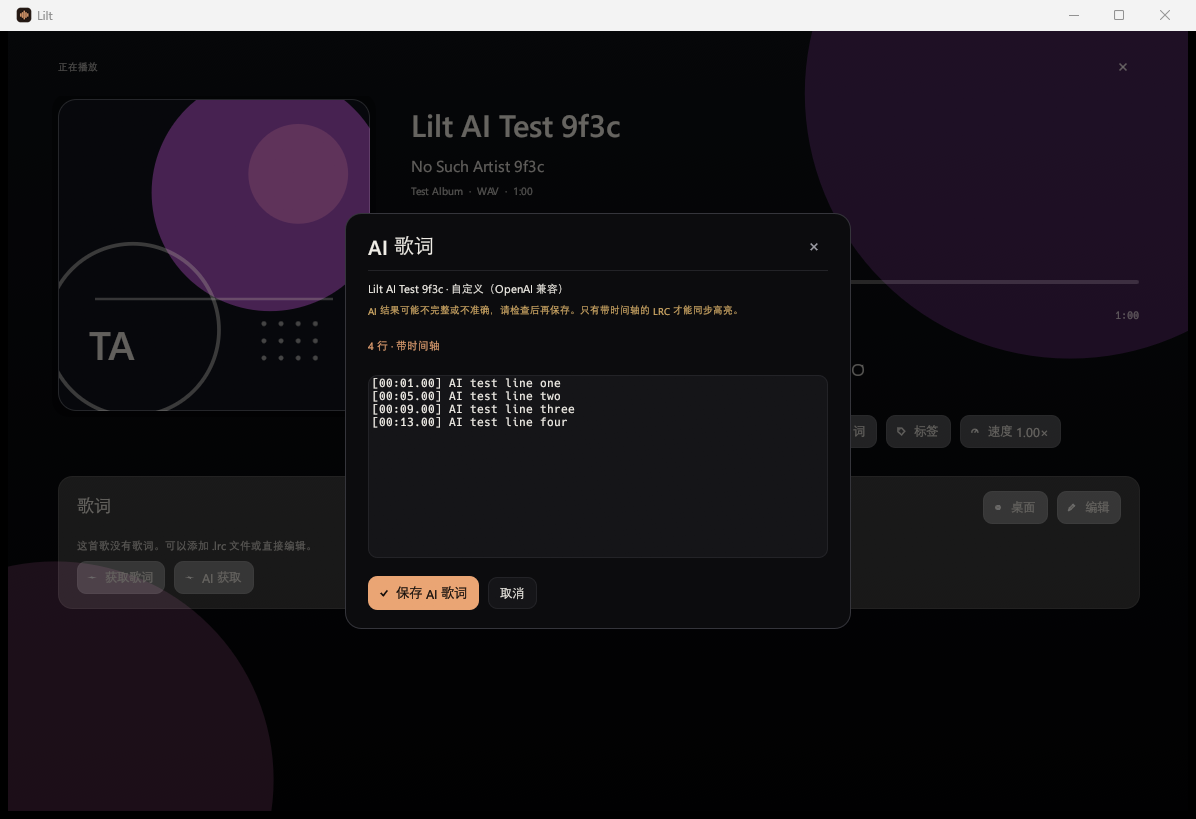 Lilt
正在播放
Lilt AI Test 9f3c
No Such Artist 9f3c
Test Album · WAV · 1:00
TA
AI 歌词
Lilt AI Test 9f3c · 自定义（OpenAI 兼容）
AI 结果可能不完整或不准确，请检查后再保存。只有带时间轴的 LRC 才能同步高亮。
4 行 · 带时间轴
[00:01.00] AI test line one
[00:05.00] AI test line two
[00:09.00] AI test line three
[00:13.00] AI test line four
保存 AI 歌词
取消
1:00
词
标签
速度 1.00×
歌词
桌面
编辑
这首歌没有歌词。可以添加 .lrc 文件或直接编辑。
获取歌词
AI 获取